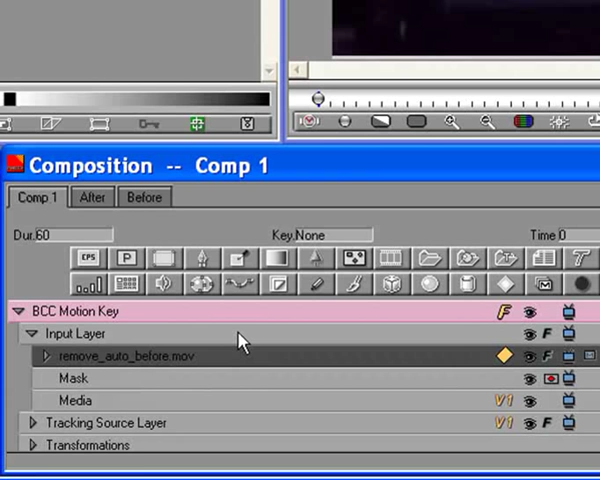 Composition -- Comp 1
Comp 1 After Before
Dur.60 Key.None Time 0
EPS P T
BCC Motion Key F
Input Layer F
remove_auto_before.mov F
Mask
Media V1
Tracking Source Layer V1 F
Transformations